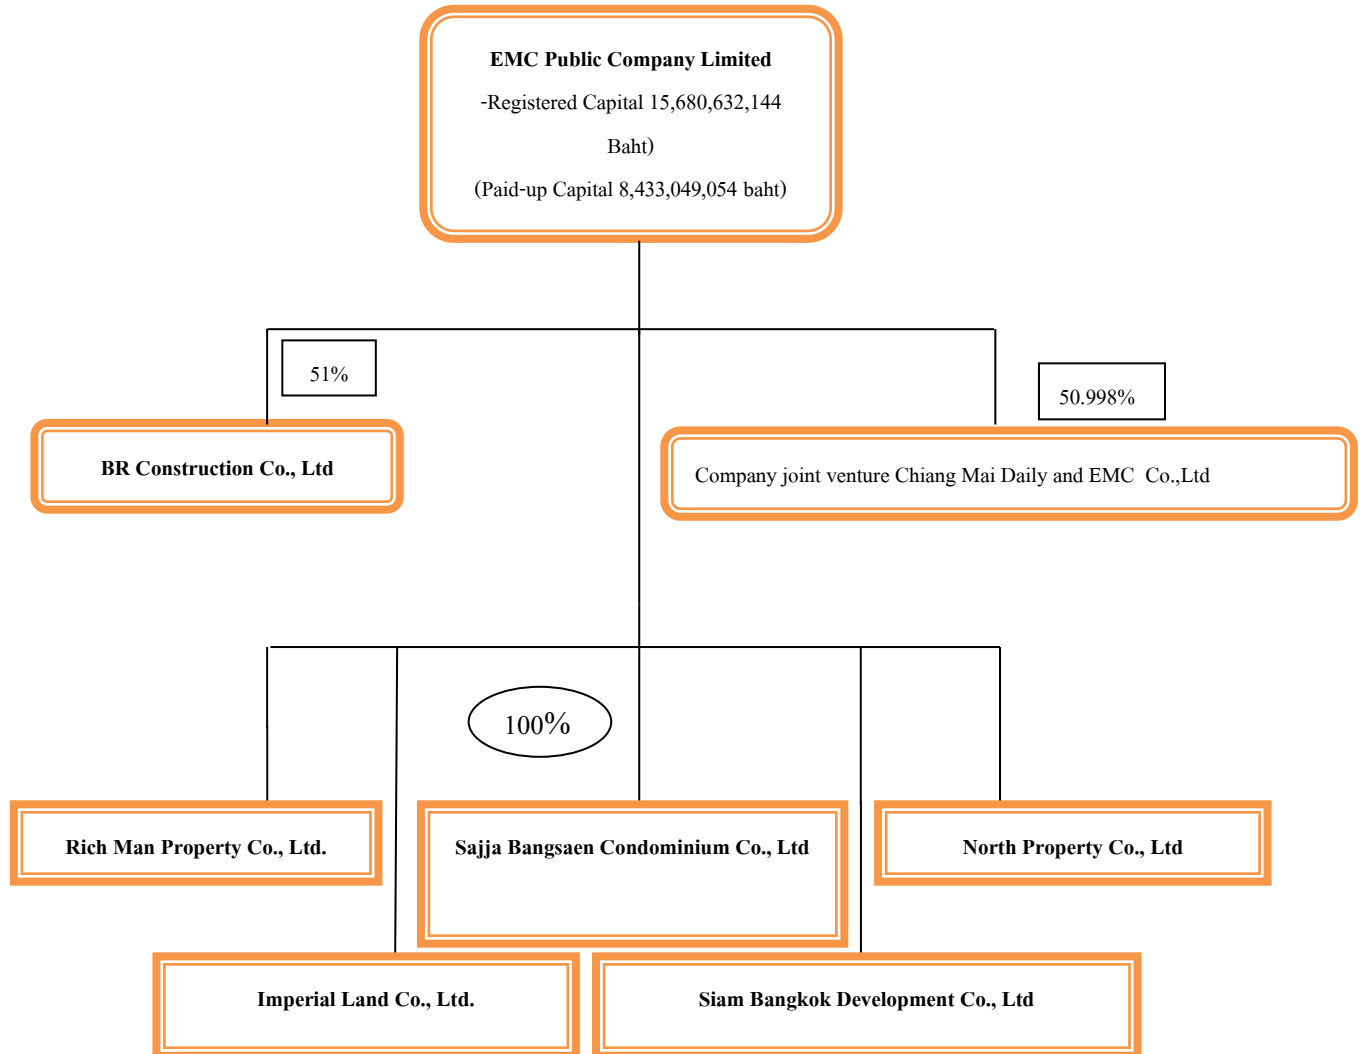 EMC Public Company Limited
-Registered Capital 15,680,632,144
Baht)
(Paid-up Capital 8,433,049,054 baht)
51%
50.998%
BR Construction Co., Ltd
Company joint venture Chiang Mai Daily and EMC  Co.,Ltd
100%
Rich Man Property Co., Ltd.
Sajja Bangsaen Condominium Co., Ltd
North Property Co., Ltd
Imperial Land Co., Ltd.
Siam Bangkok Development Co., Ltd